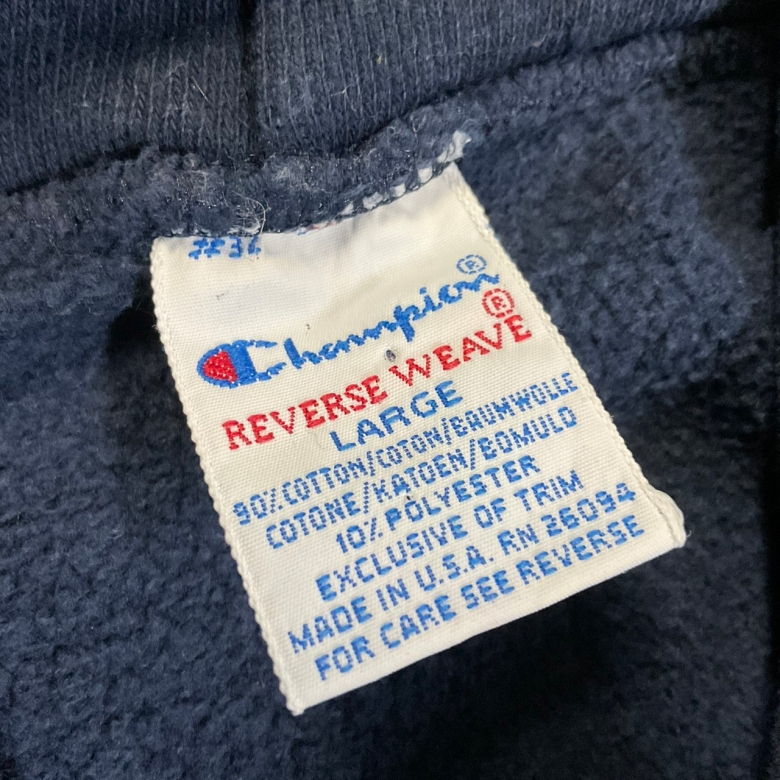 Champion®
REVERSE WEAVE®
LARGE
90% COTTON/COTON/BAUMWOLLE
COTONE/KATOEN/BOMULD
10% POLYESTER
EXCLUSIVE OF TRIM
MADE IN U.S.A. RN 26094
FOR CARE SEE REVERSE